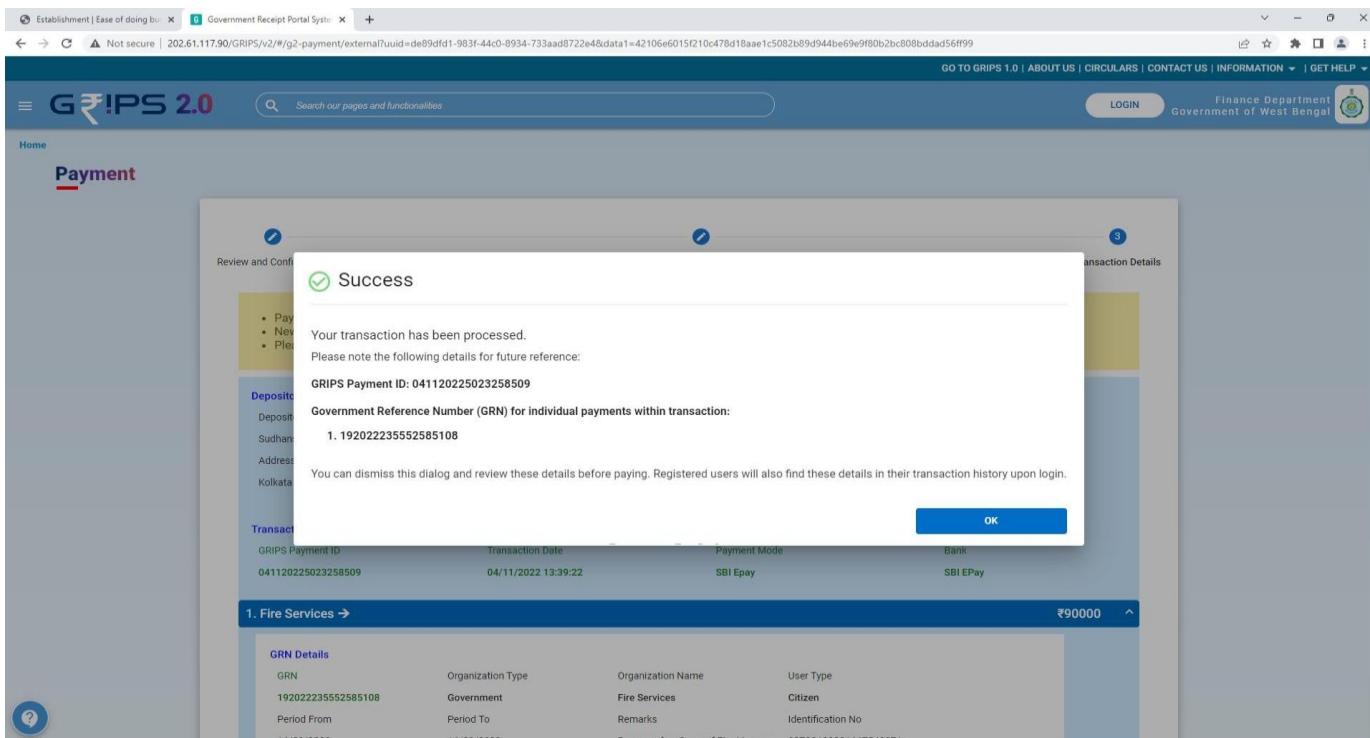 Establishment | Ease of doing bu
Government Receipt Portal Syste
Not secure | 202.61.117.90/GRIPS/v2/#/g2-payment/external?uuid=de89dfd1-983f-44c0-8934-733aad8722e4&data1=42106e6015f210c478d18aae1c5082b89d944be69e9f80b2bc808bddad56ff99
GO TO GRIPS 1.0 | ABOUT US | CIRCULARS | CONTACT US | INFORMATION | GET HELP
G₹!PS 2.0
Search our pages and functionalities
LOGIN
Finance Department
Government of West Bengal
Home
Payment
3
Review and Confi
ansaction Details
Success
Pay
New
Plea
Your transaction has been processed.
Please note the following details for future reference:
GRIPS Payment ID: 041120225023258509
Government Reference Number (GRN) for individual payments within transaction:
1. 192022235552585108
You can dismiss this dialog and review these details before paying. Registered users will also find these details in their transaction history upon login.
OK
Deposito
Deposit
Sudhan
Address
Kolkata
Transact
GRIPS Payment ID Transaction Date Payment Mode Bank
041120225023258509 04/11/2022 13:39:22 SBI Epay SBI EPay
1. Fire Services → ₹90000
GRN Details
GRN Organization Type Organization Name User Type
192022235552585108 Government Fire Services Citizen
Period From Period To Remarks Identification No